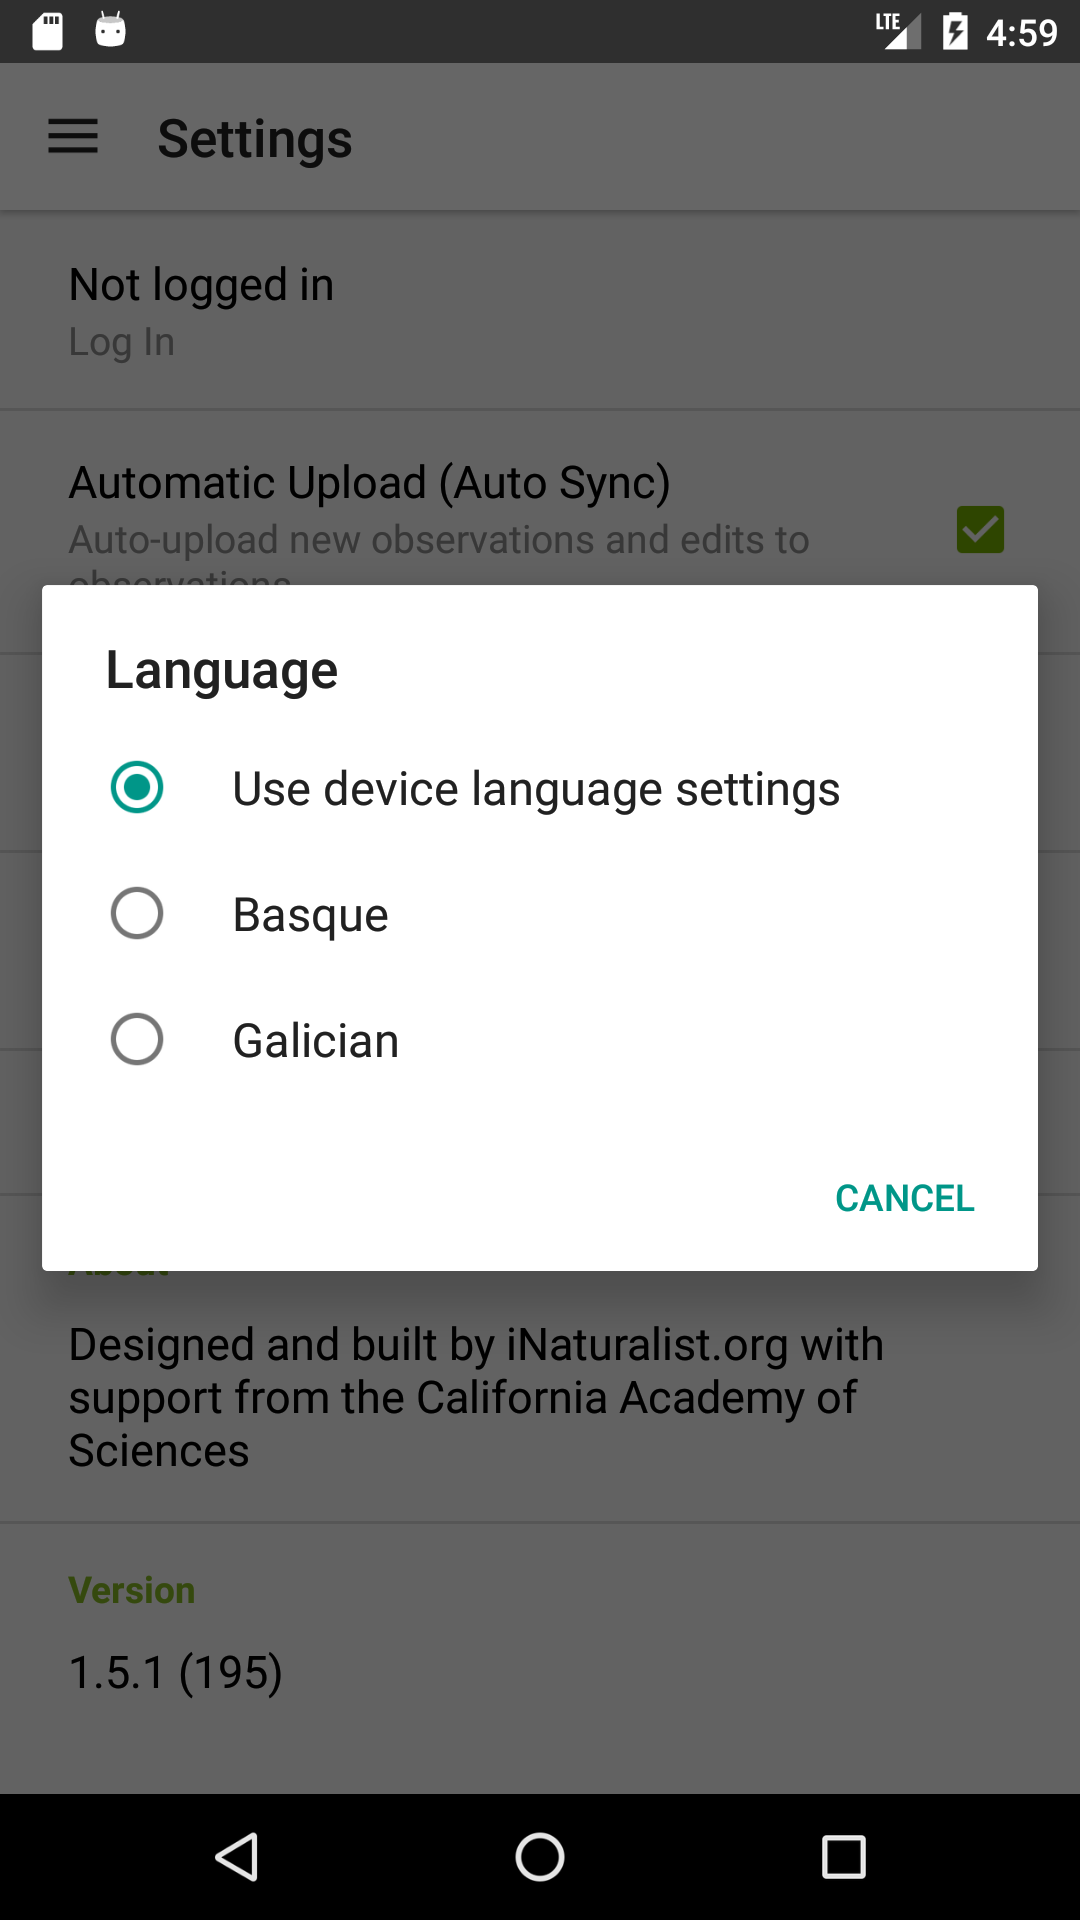 LTE 4:59
Settings
Not logged in
Log In
Automatic Upload (Auto Sync)
Auto-upload new observations and edits to
observations
Language
Use device language settings
Basque
Galician
CANCEL
About
Designed and built by iNaturalist.org with
support from the California Academy of
Sciences
Version
1.5.1 (195)